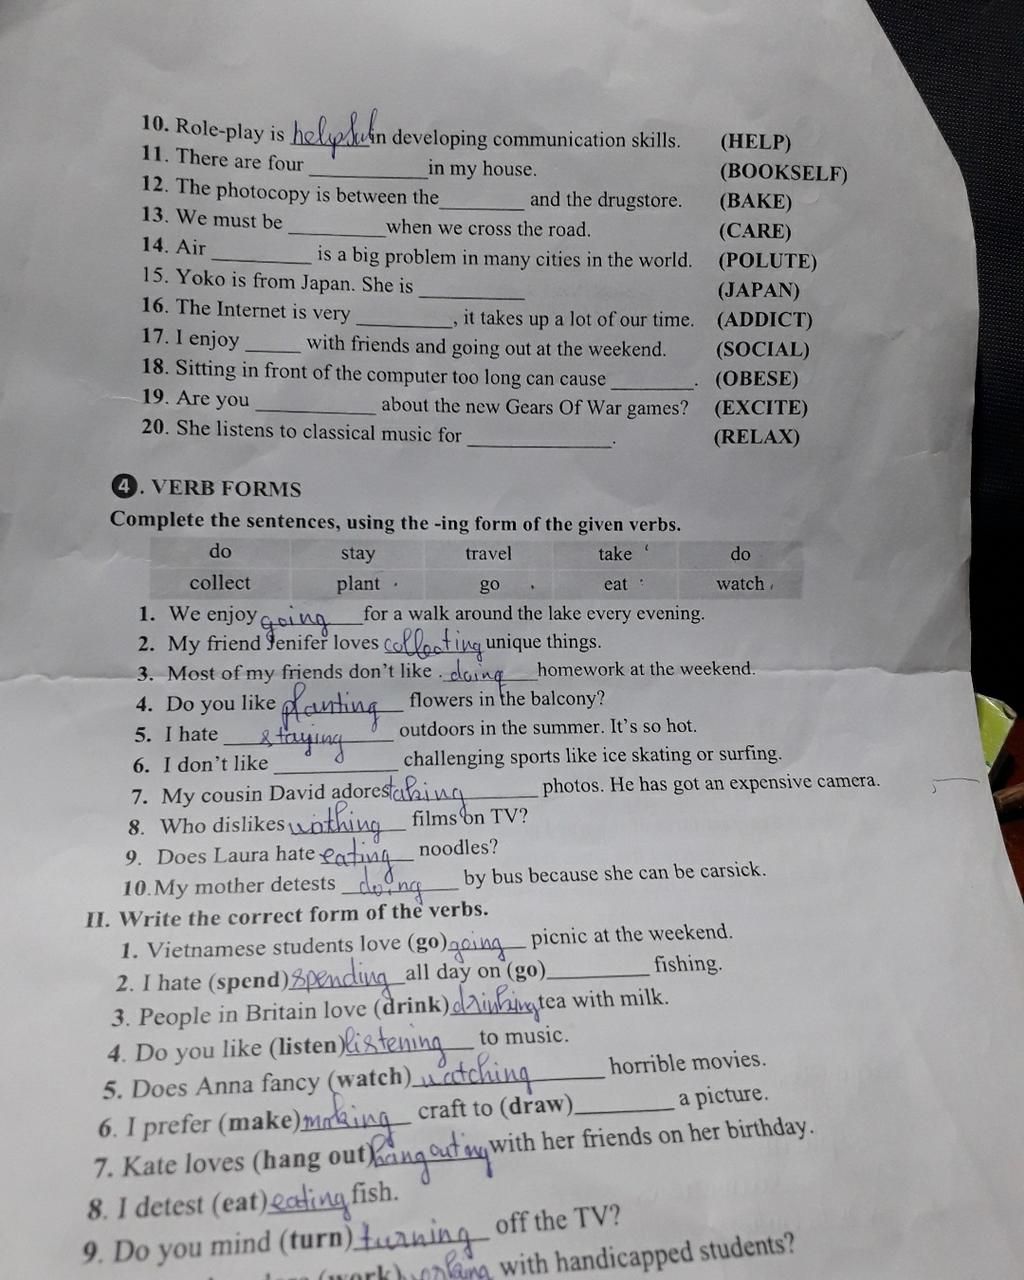 10. Role-play is helpful in developing communication skills. (HELP)
11. There are four __________ in my house. (BOOKSELF)
12. The photocopy is between the ________ and the drugstore. (BAKE)
13. We must be _________ when we cross the road. (CARE)
14. Air _________ is a big problem in many cities in the world. (POLUTE)
15. Yoko is from Japan. She is __________ (JAPAN)
16. The Internet is very _________, it takes up a lot of our time. (ADDICT)
17. I enjoy _____ with friends and going out at the weekend. (SOCIAL)
18. Sitting in front of the computer too long can cause ________. (OBESE)
19. Are you ___________ about the new Gears Of War games? (EXCITE)
20. She listens to classical music for _____________. (RELAX)
4. VERB FORMS
Complete the sentences, using the -ing form of the given verbs.
do stay travel take do
collect plant go eat watch
1. We enjoy going for a walk around the lake every evening.
2. My friend Jenifer loves collecting unique things.
3. Most of my friends don't like doing homework at the weekend.
4. Do you like planting flowers in the balcony?
5. I hate staying outdoors in the summer. It's so hot.
6. I don't like ___________ challenging sports like ice skating or surfing.
7. My cousin David adores taking photos. He has got an expensive camera.
8. Who dislikes wathing films on TV?
9. Does Laura hate eating noodles?
10. My mother detests doing by bus because she can be carsick.
II. Write the correct form of the verbs.
1. Vietnamese students love (go) going picnic at the weekend.
2. I hate (spend) spending all day on (go)_________ fishing.
3. People in Britain love (drink) drinking tea with milk.
4. Do you like (listen) listening to music.
5. Does Anna fancy (watch) watching horrible movies.
6. I prefer (make) making craft to (draw)_________ a picture.
7. Kate loves (hang out) hang outing with her friends on her birthday.
8. I detest (eat) eating fish.
9. Do you mind (turn) turning off the TV?
(work) working with handicapped students?